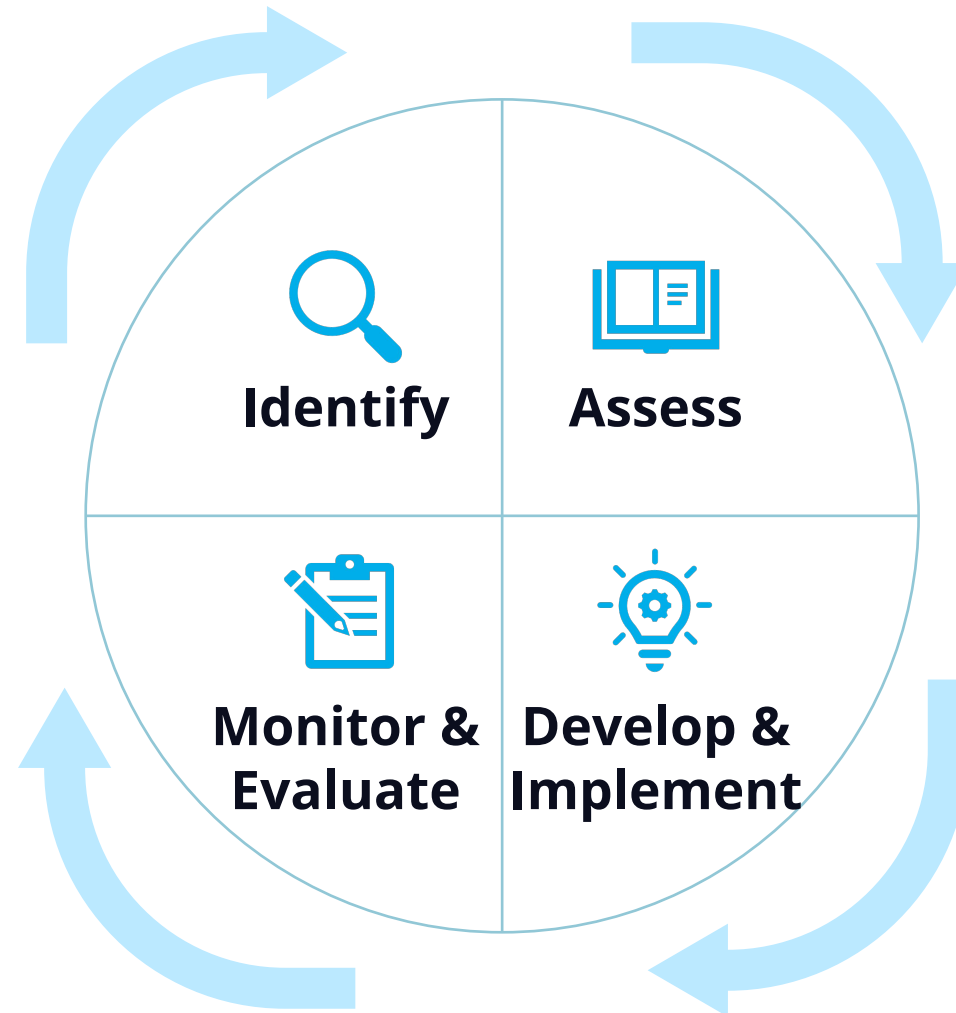 Identify
Assess
Monitor &
Evaluate
Develop &
Implement